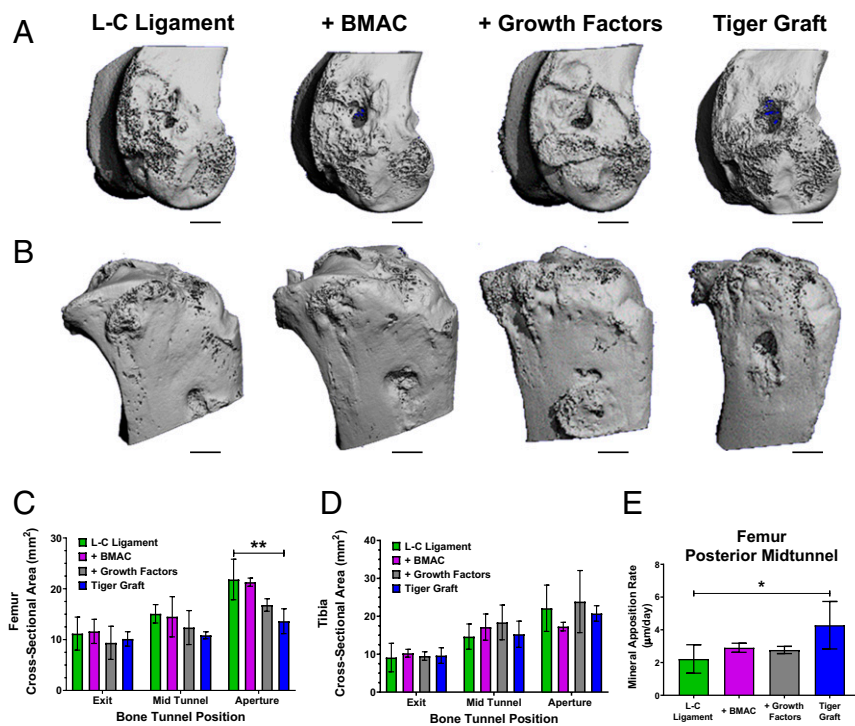 A
L-C Ligament
+ BMAC
+ Growth Factors
Tiger Graft
B
C
Femur
Cross-Sectional Area (mm²)
30
20
10
0
L-C Ligament
+ BMAC
+ Growth Factors
Tiger Graft
**
Exit
Mid Tunnel
Aperture
Bone Tunnel Position
D
Tibia
Cross-Sectional Area (mm²)
40
30
20
10
0
L-C Ligament
+ BMAC
+ Growth Factors
Tiger Graft
Exit
Mid Tunnel
Aperture
Bone Tunnel Position
E
Femur
Posterior Midtunnel
Mineral Apposition Rate
(µm/day)
8
6
4
2
0
*
L-C
Ligament
+ BMAC
+ Growth
Factors
Tiger
Graft